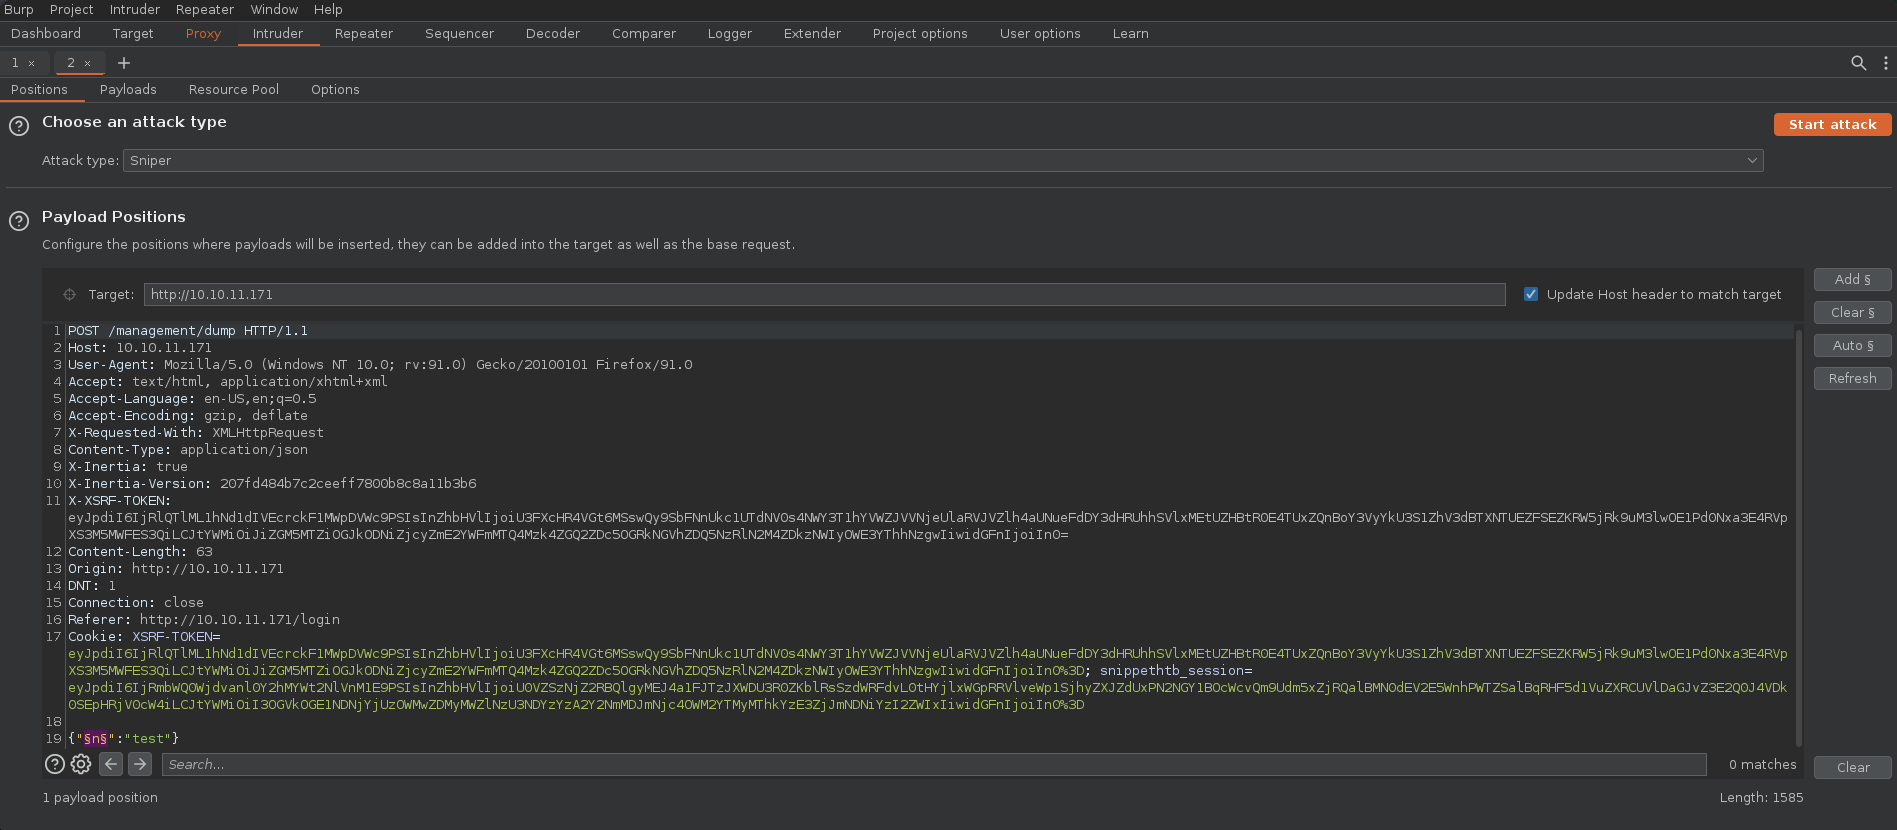 Burp Project Intruder Repeater Window Help
Dashboard Target Proxy Intruder Repeater Sequencer Decoder Comparer Logger Extender Project options User options Learn
1 × 2 × +
Positions Payloads Resource Pool Options
? Choose an attack type
Start attack
Attack type: Sniper
? Payload Positions
Configure the positions where payloads will be inserted, they can be added into the target as well as the base request.
Target: http://10.10.11.171
Update Host header to match target
Add §
Clear §
Auto §
Refresh
1 POST /management/dump HTTP/1.1
2 Host: 10.10.11.171
3 User-Agent: Mozilla/5.0 (Windows NT 10.0; rv:91.0) Gecko/20100101 Firefox/91.0
4 Accept: text/html, application/xhtml+xml
5 Accept-Language: en-US,en;q=0.5
6 Accept-Encoding: gzip, deflate
7 X-Requested-With: XMLHttpRequest
8 Content-Type: application/json
9 X-Inertia: true
10 X-Inertia-Version: 207fd484b7c2ceeff7800b8c8a11b3b6
11 X-XSRF-TOKEN:
12 Content-Length: 63
13 Origin: http://10.10.11.171
14 DNT: 1
15 Connection: close
16 Referer: http://10.10.11.171/login
17 Cookie: XSRF-TOKEN=
; snippethtb_session=
18
19 {"§n§":"test"}
? Search... 0 matches
Clear
1 payload position
Length: 1585